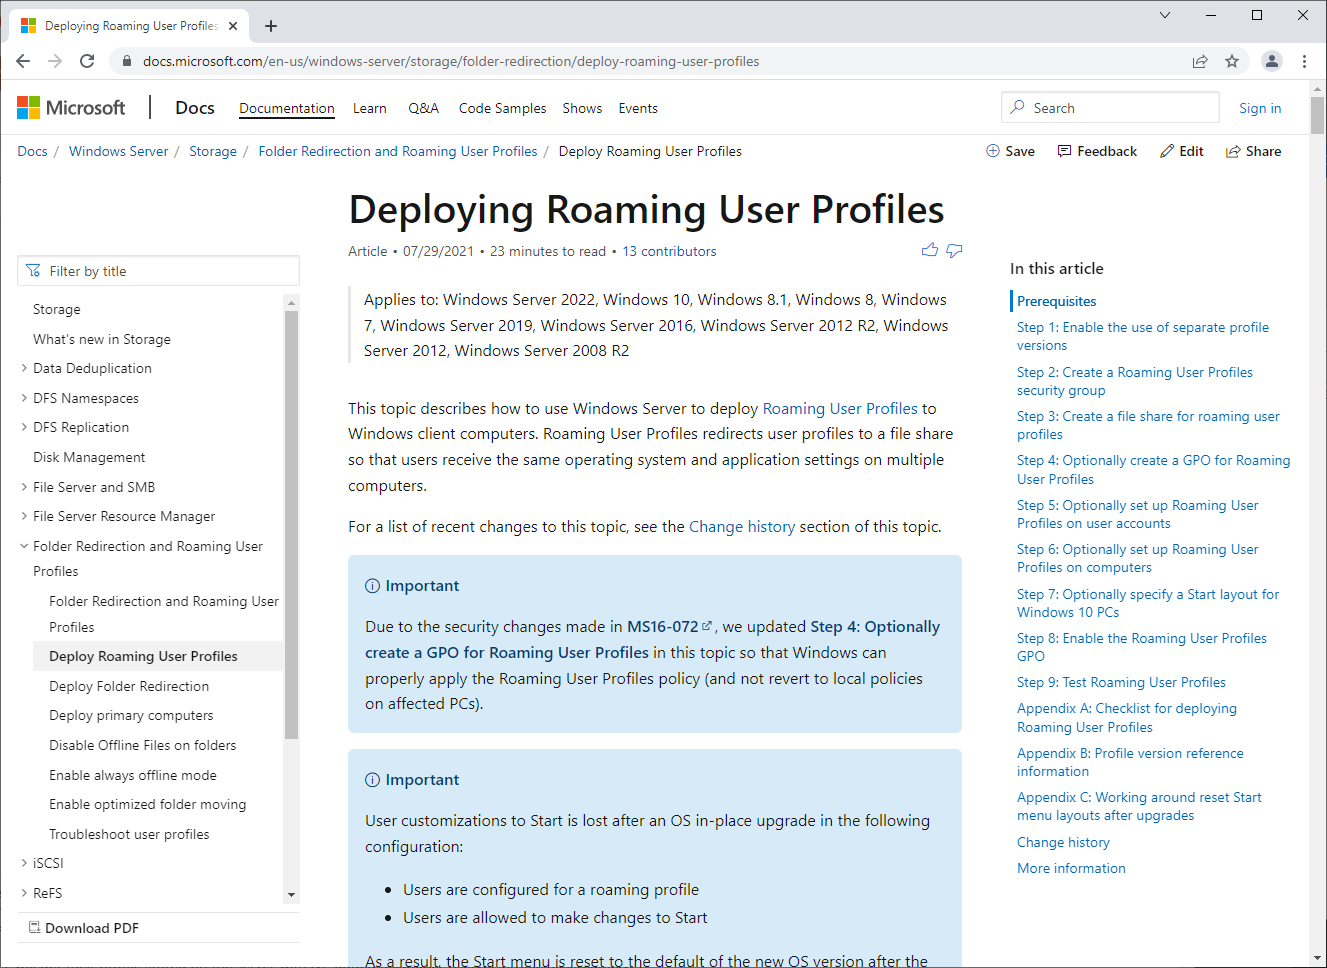 Deploying Roaming User Profiles
docs.microsoft.com/en-us/windows-server/storage/folder-redirection/deploy-roaming-user-profiles
Microsoft
Docs
Documentation
Learn
Q&A
Code Samples
Shows
Events
Search
Sign in
Docs / Windows Server / Storage / Folder Redirection and Roaming User Profiles / Deploy Roaming User Profiles
Save
Feedback
Edit
Share
Filter by title
Storage
What's new in Storage
Data Deduplication
DFS Namespaces
DFS Replication
Disk Management
File Server and SMB
File Server Resource Manager
Folder Redirection and Roaming User
Profiles
Folder Redirection and Roaming User
Profiles
Deploy Roaming User Profiles
Deploy Folder Redirection
Deploy primary computers
Disable Offline Files on folders
Enable always offline mode
Enable optimized folder moving
Troubleshoot user profiles
iSCSI
ReFS
Download PDF
Deploying Roaming User Profiles
Article • 07/29/2021 • 23 minutes to read • 13 contributors
Applies to: Windows Server 2022, Windows 10, Windows 8.1, Windows 8, Windows
7, Windows Server 2019, Windows Server 2016, Windows Server 2012 R2, Windows
Server 2012, Windows Server 2008 R2
This topic describes how to use Windows Server to deploy Roaming User Profiles to
Windows client computers. Roaming User Profiles redirects user profiles to a file share
so that users receive the same operating system and application settings on multiple
computers.
For a list of recent changes to this topic, see the Change history section of this topic.
Important
Due to the security changes made in MS16-072, we updated Step 4: Optionally
create a GPO for Roaming User Profiles in this topic so that Windows can
properly apply the Roaming User Profiles policy (and not revert to local policies
on affected PCs).
Important
User customizations to Start is lost after an OS in-place upgrade in the following
configuration:
• Users are configured for a roaming profile
• Users are allowed to make changes to Start
As a result, the Start menu is reset to the default of the new OS version after the
In this article
Prerequisites
Step 1: Enable the use of separate profile
versions
Step 2: Create a Roaming User Profiles
security group
Step 3: Create a file share for roaming user
profiles
Step 4: Optionally create a GPO for Roaming
User Profiles
Step 5: Optionally set up Roaming User
Profiles on user accounts
Step 6: Optionally set up Roaming User
Profiles on computers
Step 7: Optionally specify a Start layout for
Windows 10 PCs
Step 8: Enable the Roaming User Profiles
GPO
Step 9: Test Roaming User Profiles
Appendix A: Checklist for deploying
Roaming User Profiles
Appendix B: Profile version reference
information
Appendix C: Working around reset Start
menu layouts after upgrades
Change history
More information